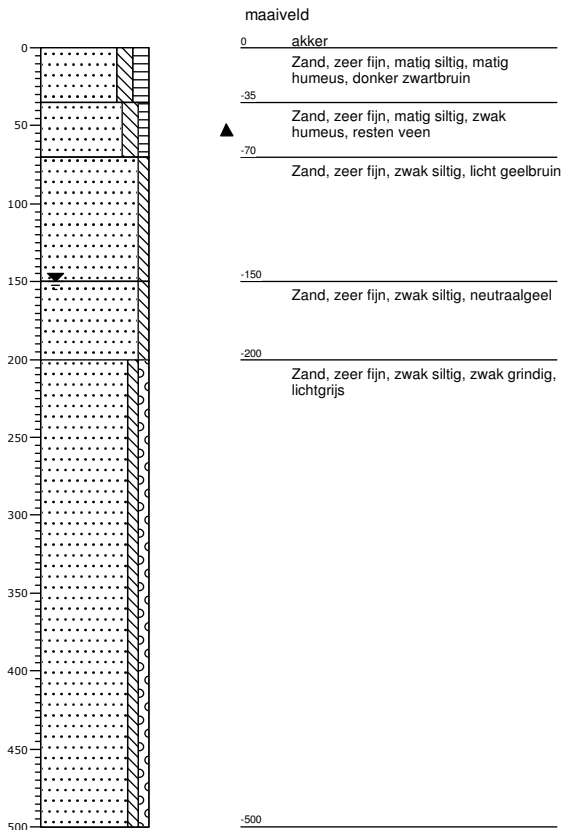 maaiveld
0
0
akker
Zand, zeer fijn, matig siltig, matig
humeus, donker zwartbruin
-35
Zand, zeer fijn, matig siltig, zwak
humeus, resten veen
50
-70
Zand, zeer fijn, zwak siltig, licht geelbruin
100
150
-150
Zand, zeer fijn, zwak siltig, neutraalgeel
200
-200
Zand, zeer fijn, zwak siltig, zwak grindig,
lichtgrijs
250
300
350
400
450
500
-500